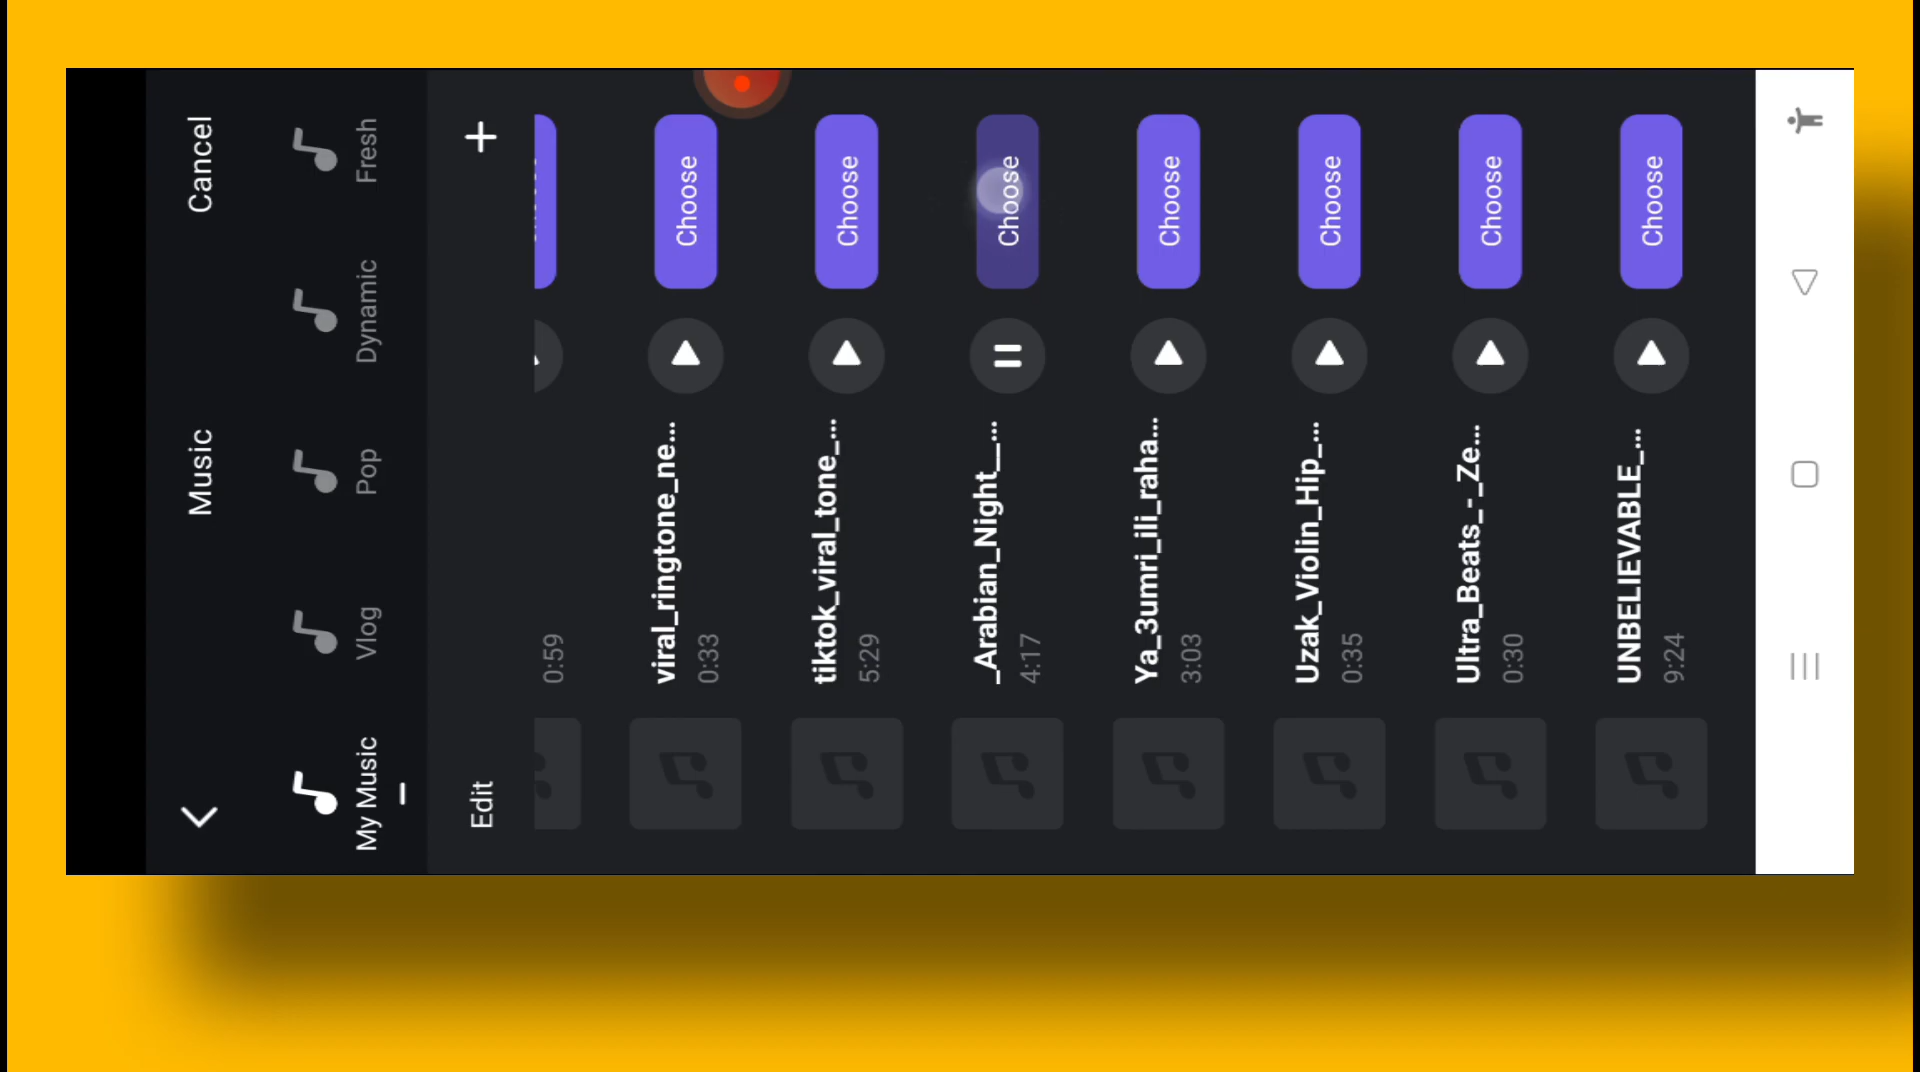 Music
Cancel
My Music
Vlog
Pop
Dynamic
Fresh
Edit
0:59
viral_ringtone_ne...
0:33
Choose
tiktok_viral_tone_...
5:29
Choose
_Arabian_Night__...
4:17
Choose
Ya_3umri_ili_raha...
3:03
Choose
Uzak_Violin_Hip_...
0:35
Choose
Ultra_Beats_-_Ze...
0:30
Choose
UNBELIEVABLE_...
9:24
Choose